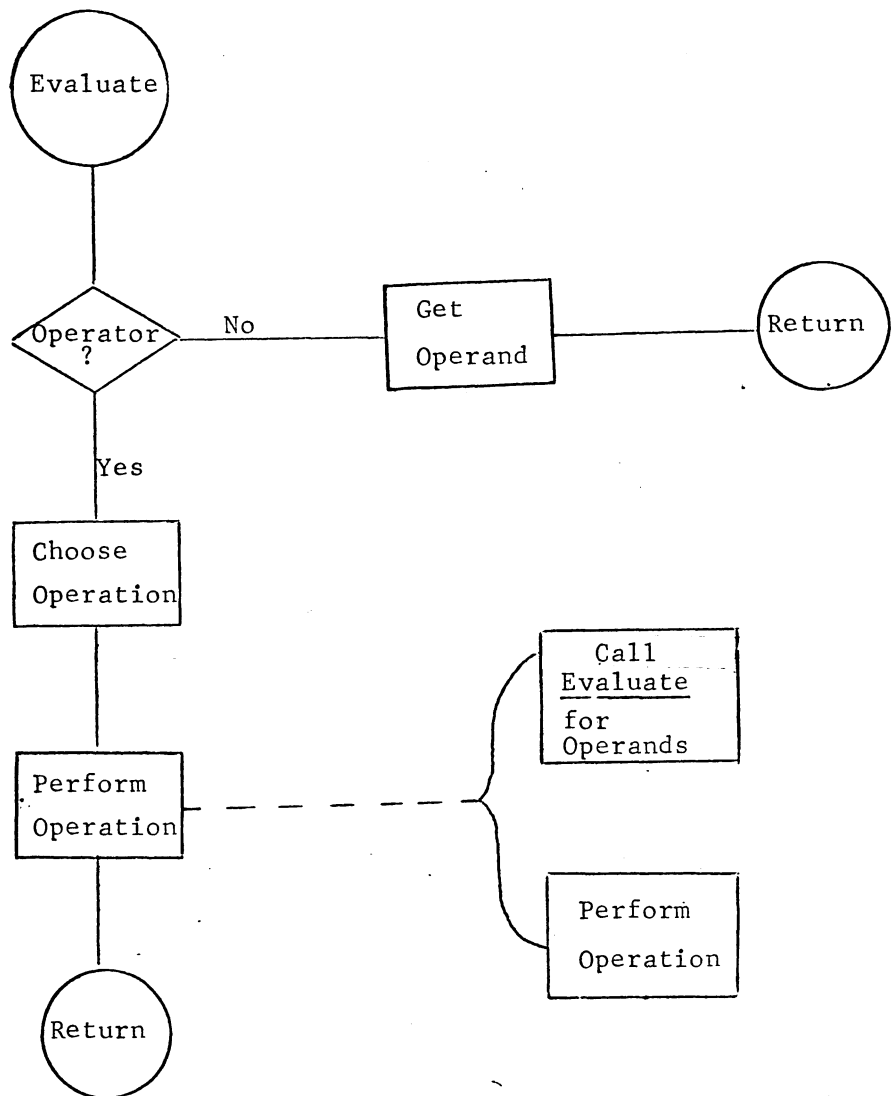 Evaluate
Operator
?
No
Get
Operand
Return
Yes
Choose
Operation
Perform
Operation
Call
Evaluate
for
Operands
Perform
Operation
Return